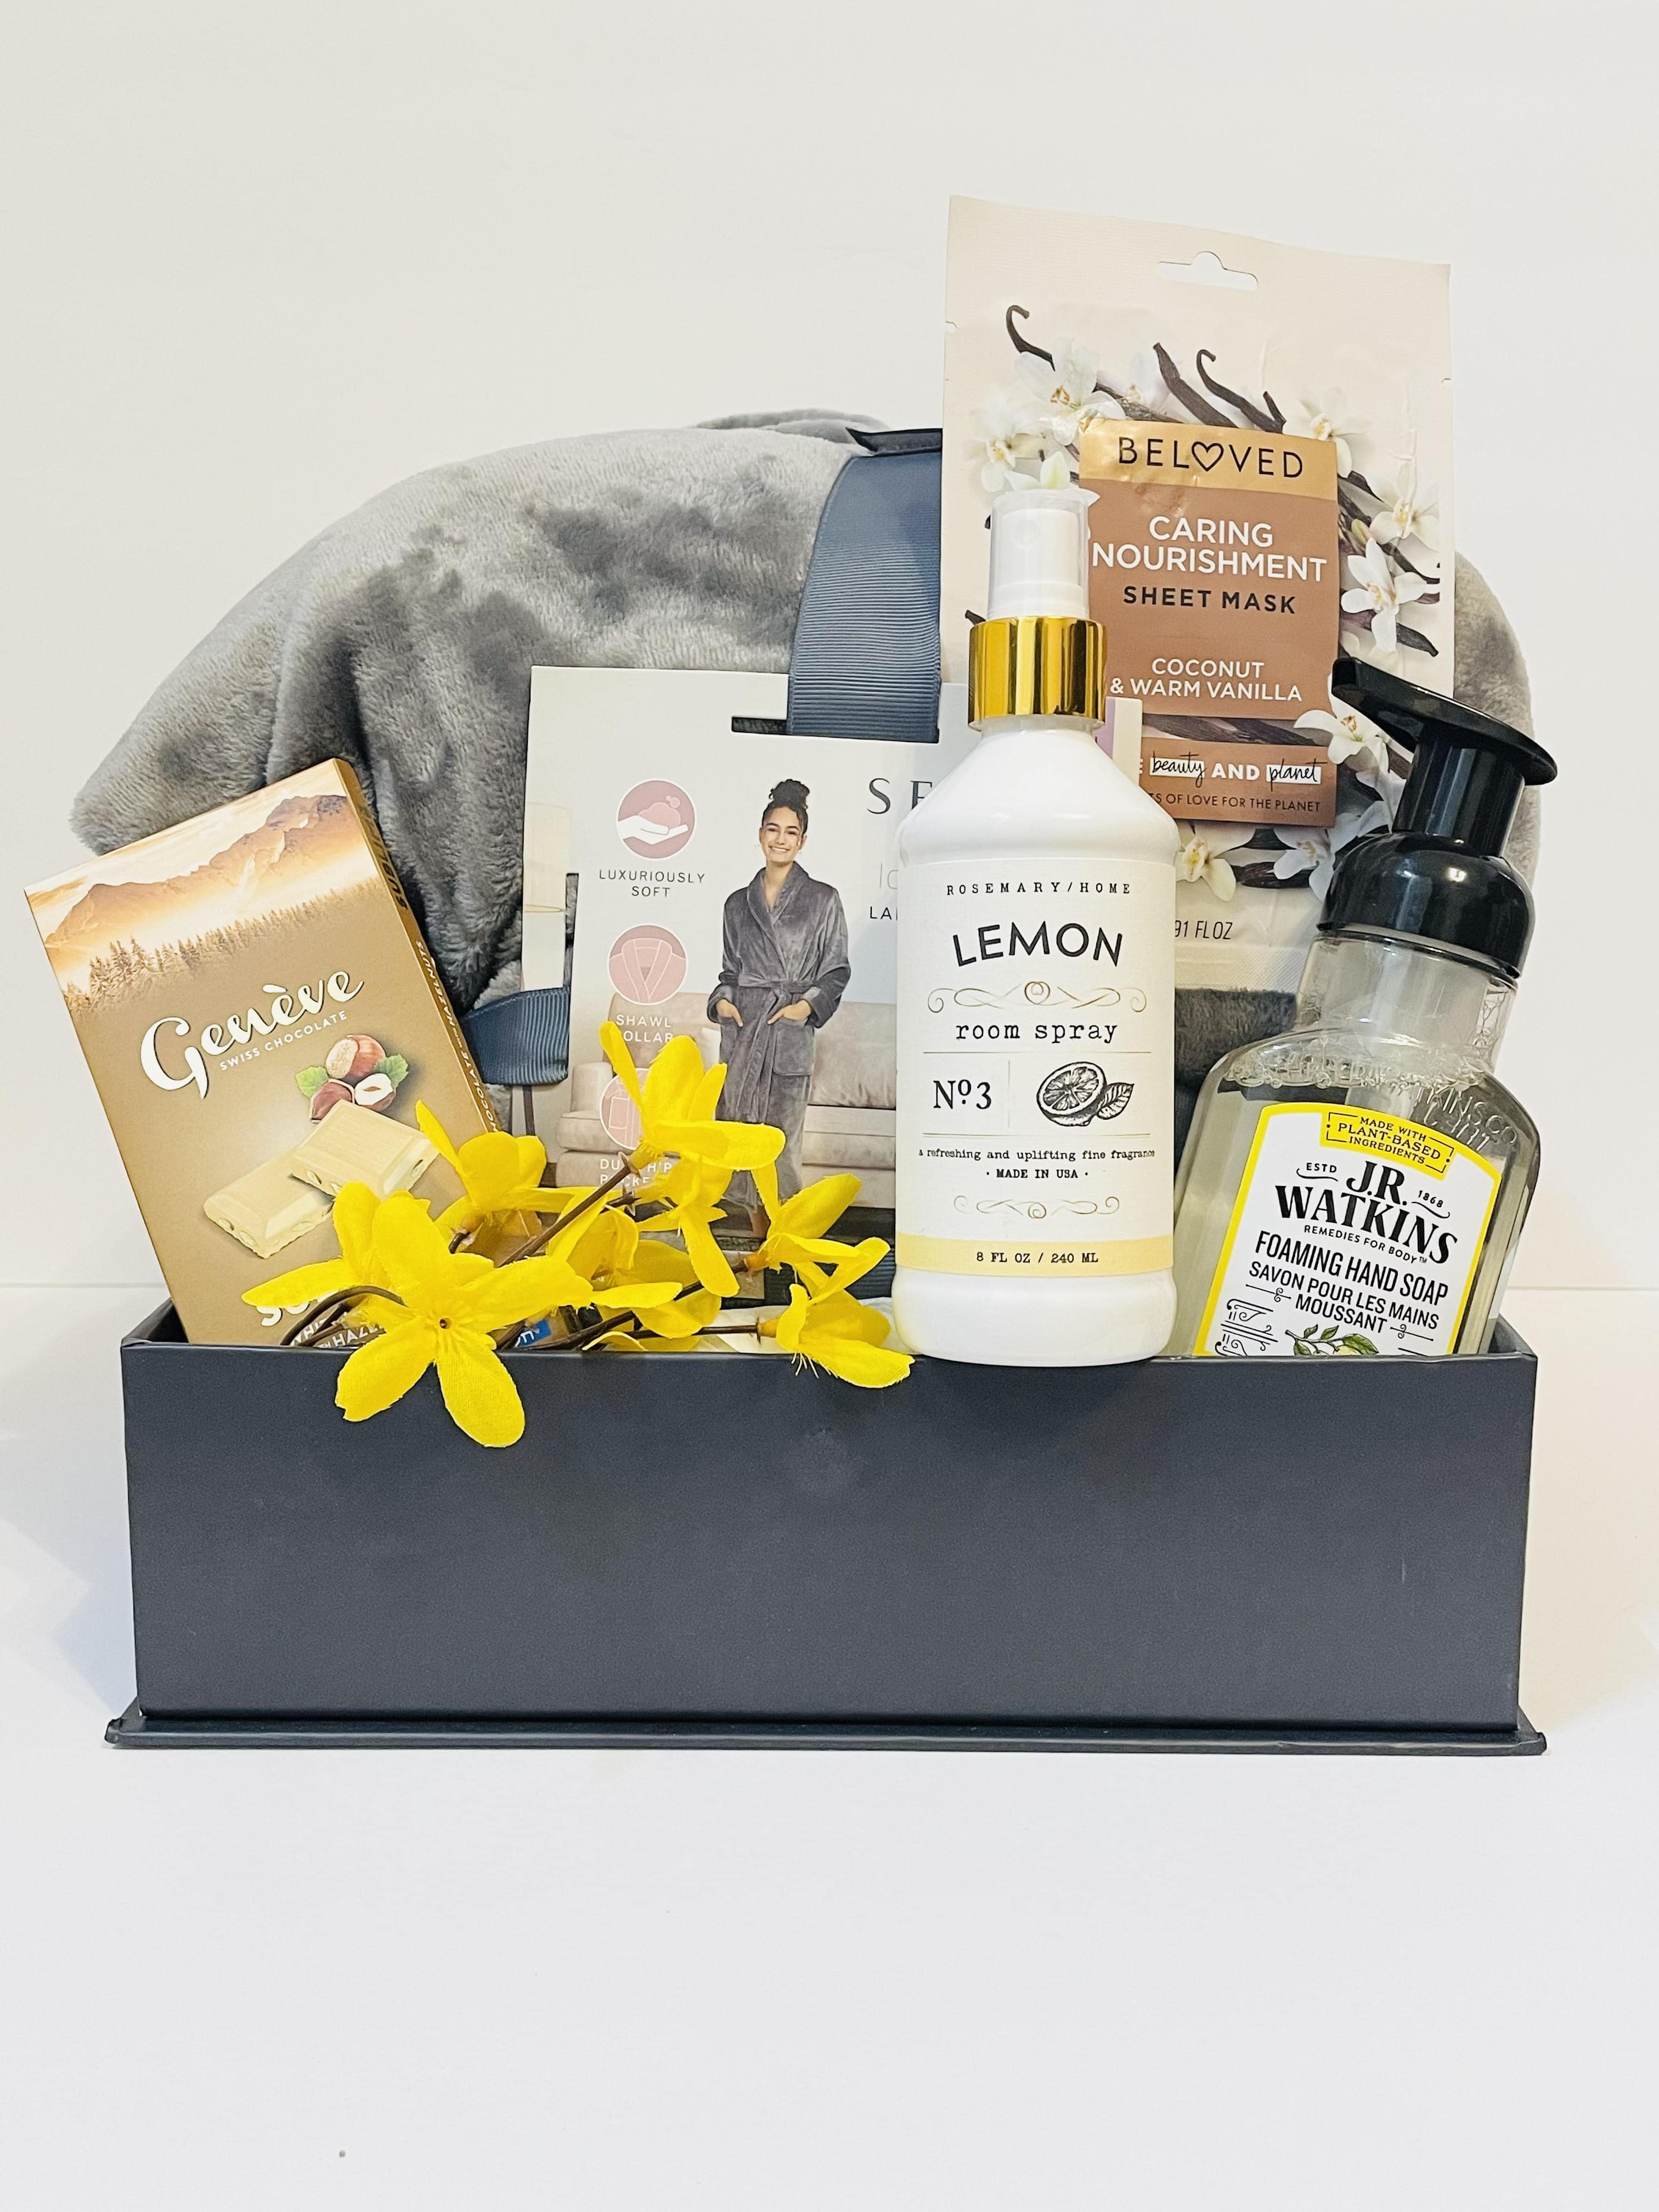 BELOVED
CARING
NOURISHMENT
SHEET MASK
COCONUT
& WARM VANILLA
beauty AND planet
OF LOVE FOR THE PLANET
91 FL OZ
LUXURIOUSLY
SOFT
SHAWL
Genève
SWISS CHOCOLATE
ROSEMARY/HOME
LEMON
room spray
Nº3
a refreshing and uplifting fine fragrance
· MADE IN USA ·
8 FL OZ / 240 ML
MADE WITH
PLANT-BASED
INGREDIENTS
ESTD 1868
J.R.
WATKINS
REMEDIES FOR BODY™
FOAMING HAND SOAP
SAVON POUR LES MAINS
MOUSSANT